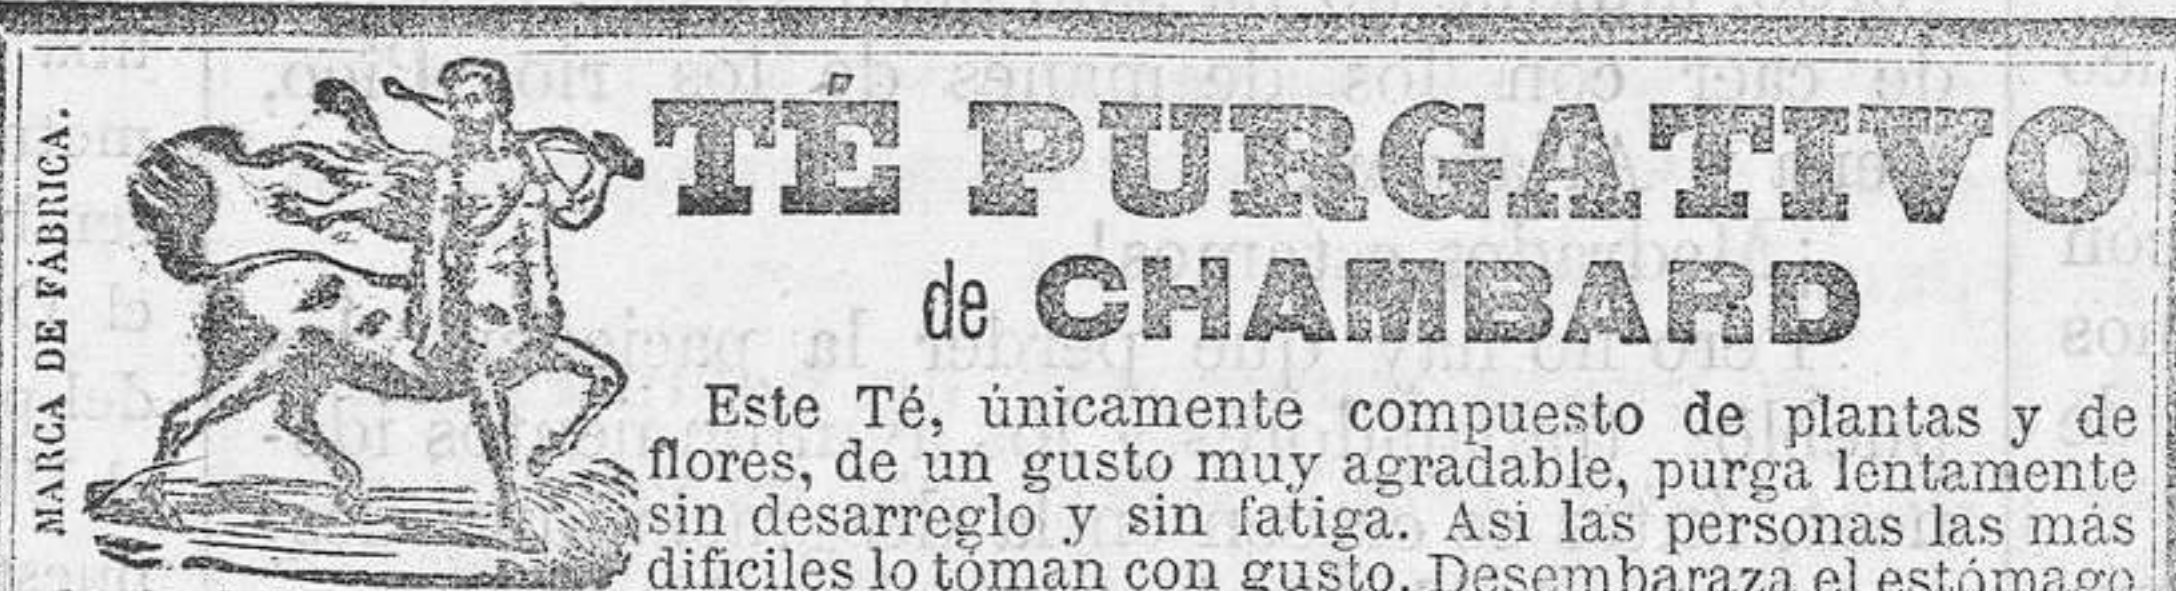 MARCA DE FÁBRICA.
TÉ PURGATIVO
de CHAMBARD
Este Té, únicamente compuesto de plantas y de
flores, de un gusto muy agradable, purga lentamente
sin desarreglo y sin fatiga. Asi las personas las más
dificiles lo toman con gusto. Desembaraza el estómago